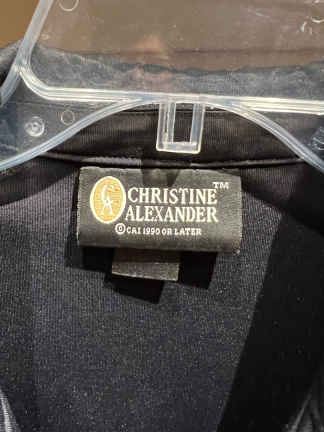 CHRISTINE™
ALEXANDER
©CAI 1990 OR LATER